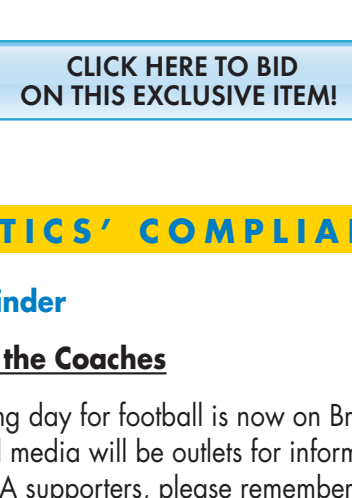 CLICK HERE TO BID
ON THIS EXCLUSIVE ITEM!
TICS’ COMPLIA
inder
the Coaches
ng day for football is now on Br
media will be outlets for inform
A supporters, please remember